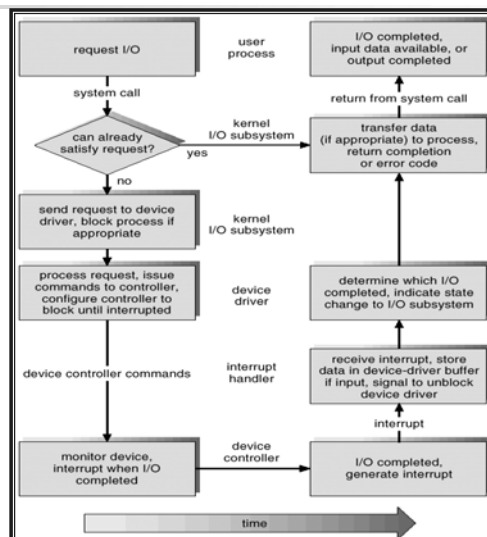 request I/O
user
process
I/O completed,
input data available, or
output completed
system call
return from system call
can already
satisfy request?
kernel
I/O subsystem
yes
transfer data
(if appropriate) to process,
return completion
or error code
no
send request to device
driver, block process if
appropriate
kernel
I/O subsystem
process request, issue
commands to controller,
configure controller to
block until interrupted
device
driver
determine which I/O
completed, indicate state
change to I/O subsystem
device controller commands
interrupt
handler
receive interrupt, store
data in device-driver buffer
if input, signal to unblock
device driver
interrupt
monitor device,
interrupt when I/O
completed
device
controller
I/O completed,
generate interrupt
time